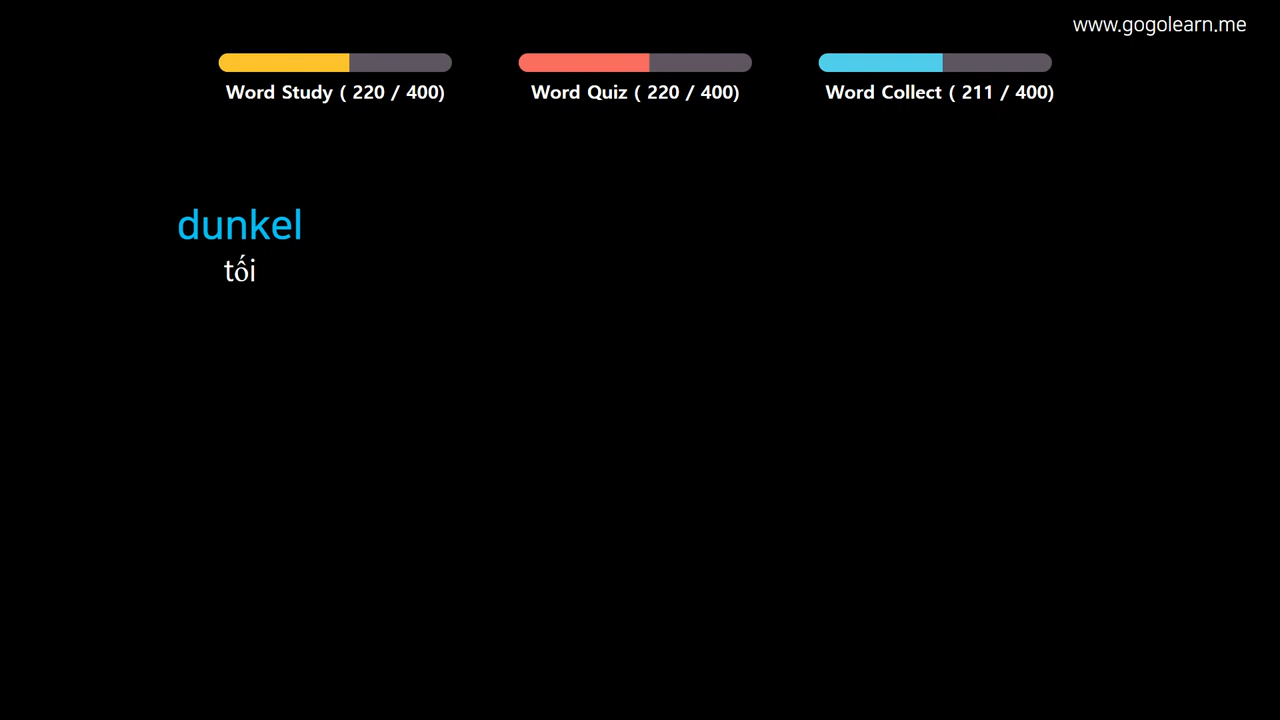 www.gogolearn.me
Word Study ( 220 / 400)
Word Quiz ( 220 / 400)
Word Collect ( 211 / 400)
dunkel
tối